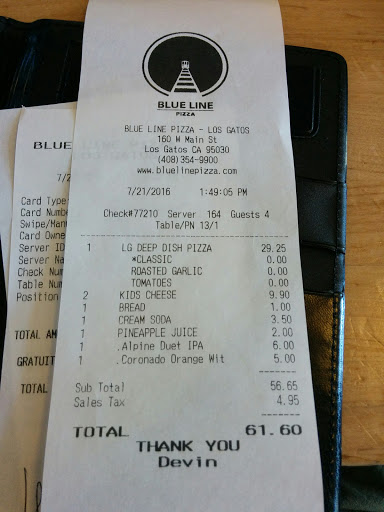 BLUE LINE
PIZZA
BLUE LINE PIZZA - LOS GATOS
160 W Main St
Los Gatos CA 95030
(408)354-9900
www.bluelinepizza.com
7/21/2016 1:49:05 PM
Check#77210 Server 164 Guests 4
Table/PN 13/1
1 LG DEEP DISH PIZZA 29.25
*CLASSIC 0.00
ROASTED GARLIC 0.00
TOMATOES 0.00
2 KIDS CHEESE 9.90
1 BREAD 1.00
1 CREAM SODA 3.50
1 PINEAPPLE JUICE 2.00
1 .Alpine Duet IPA 6.00
1 .Coronado Orange Wit 5.00
Sub Total 56.65
Sales Tax 4.95
TOTAL 61.60
THANK YOU
Devin
BLUE
7/2
Card Type
Card Numb
Swipe/Manu
Card Owne
Server ID
Server Na
Check Num
Table Num
Position
TOTAL AM
GRATUIT
TOTAL